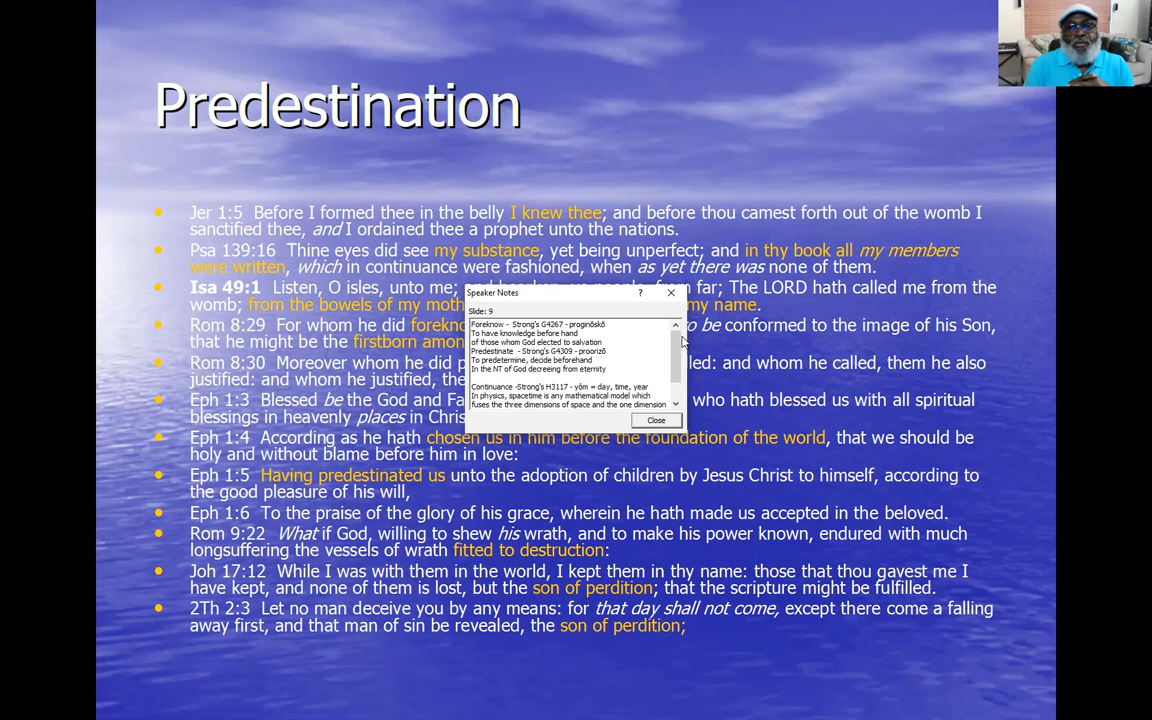 Predestination
Jer 1:5 Before I formed thee in the belly I knew thee; and before thou camest forth out of the womb I
sanctified thee, and I ordained thee a prophet unto the nations.
Psa 139:16 Thine eyes did see my substance, yet being unperfect; and in thy book all my members
were written, which in continuance were fashioned, when as yet there was none of them.
Isa 49:1 Listen, O isles, unto me; and hearken, ye people, from far; The LORD hath called me from the
womb; from the bowels of my moth my name.
Rom 8:29 For whom he did forekno to be conformed to the image of his Son,
that he might be the firstborn amon
Rom 8:30 Moreover whom he did p lled: and whom he called, them he also
justified: and whom he justified, the
Eph 1:3 Blessed be the God and Fa who hath blessed us with all spiritual
blessings in heavenly places in Chris
Eph 1:4 According as he hath chosen us in him before the foundation of the world, that we should be
holy and without blame before him in love:
Eph 1:5 Having predestinated us unto the adoption of children by Jesus Christ to himself, according to
the good pleasure of his will,
Eph 1:6 To the praise of the glory of his grace, wherein he hath made us accepted in the beloved.
Rom 9:22 What if God, willing to shew his wrath, and to make his power known, endured with much
longsuffering the vessels of wrath fitted to destruction:
Joh 17:12 While I was with them in the world, I kept them in thy name: those that thou gavest me I
have kept, and none of them is lost, but the son of perdition; that the scripture might be fulfilled.
2Th 2:3 Let no man deceive you by any means: for that day shall not come, except there come a falling
away first, and that man of sin be revealed, the son of perdition;
Speaker Notes ? X
Slide: 9
Foreknow - Strong's G4267 - proginōskō
To have knowledge before hand
of those whom God elected to salvation
Predestinate - Strong's G4309 - proorizō
To predetermine, decide beforehand
In the NT of God decreeing from eternity
Continuance -Strong's H3117 - yôm = day, time, year
In physics, spacetime is any mathematical model which
fuses the three dimensions of space and the one dimension
Close